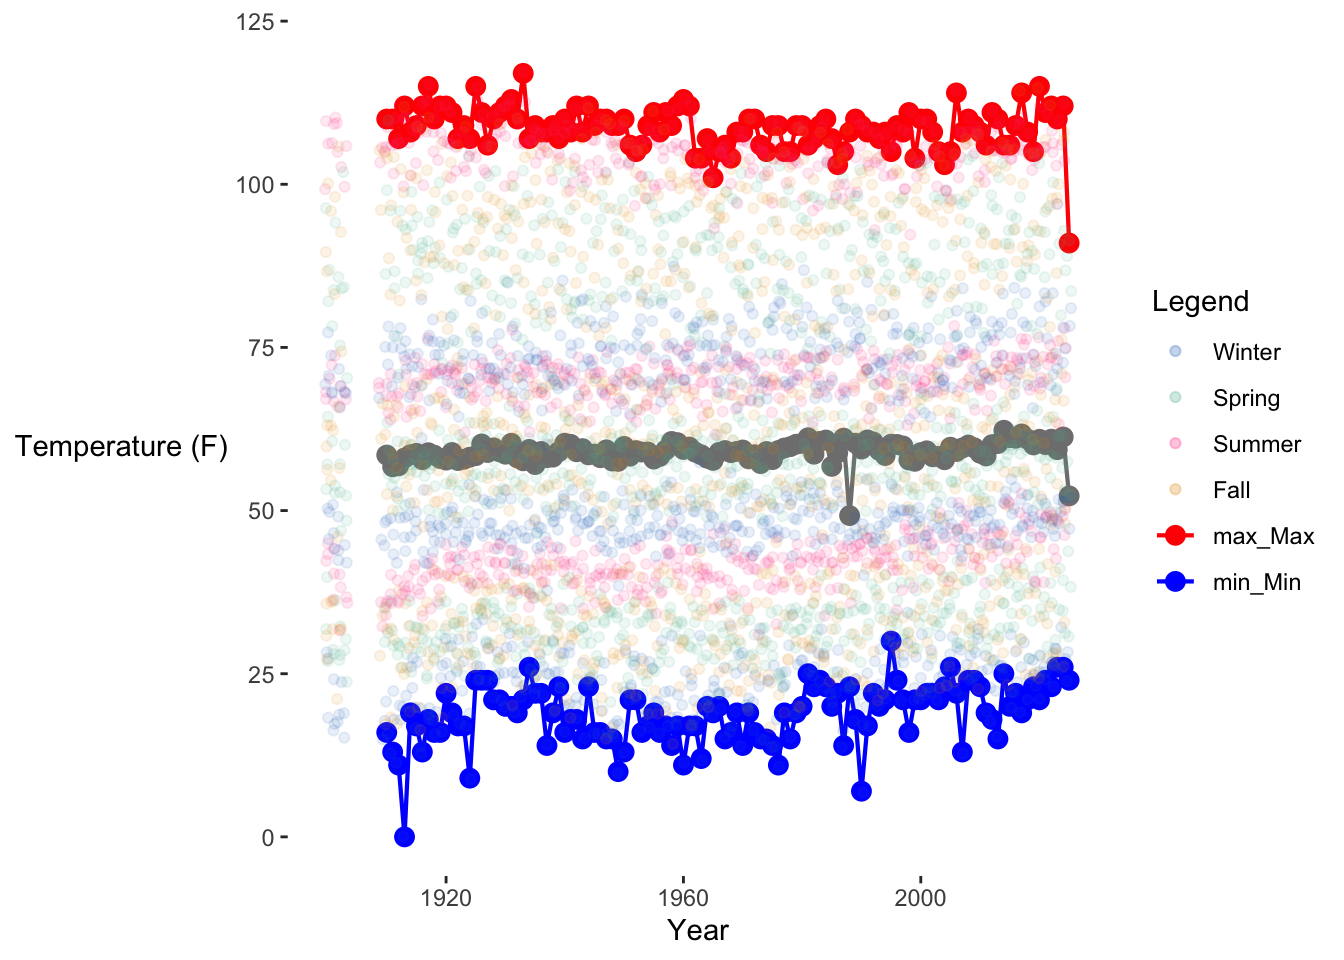 125
100
75
50
25
0
Temperature (F)
1920
1960
2000
Year
Legend
Winter
Spring
Summer
Fall
max_Max
min_Min